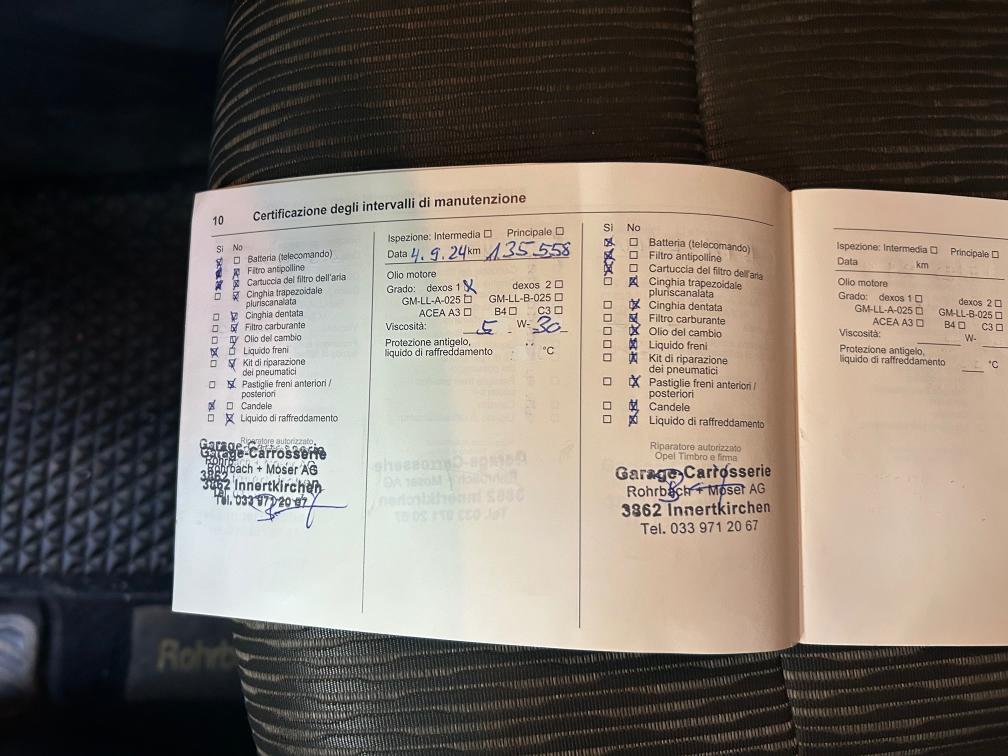 10 Certificazione degli intervalli di manutenzione
Si No
Batteria (telecomando)
Filtro antipolline
Cartuccia del filtro dell'aria
Cinghia trapezoidale
pluriscanalata
Cinghia dentata
Filtro carburante
Olio del cambio
Liquido freni
Kit di riparazione
dei pneumatici
Pastiglie freni anteriori /
posteriori
Candele
Liquido di raffreddamento
Riparatore autorizzato
Garage-Carrosserie
Rohrbach + Moser AG
3862 Innertkirchen
Tel. 033 971 20 67
Ispezione: Intermedia ☐ Principale ☐
Data 4.9.24 km 135558
Olio motore
Grado: dexos 1 ☒ dexos 2 ☐
GM-LL-A-025 ☐ GM-LL-B-025 ☐
ACEA A3 ☐ B4 ☐ C3 ☐
Viscosità: 5 W- 30
Protezione antigelo,
liquido di raffreddamento °C
Si No
☒ ☐ Batteria (telecomando)
☒ ☐ Filtro antipolline
☒ ☐ Cartuccia del filtro dell'aria
☐ ☒ Cinghia trapezoidale
pluriscanalata
☐ ☒ Cinghia dentata
☐ ☒ Filtro carburante
☐ ☒ Olio del cambio
☐ ☒ Liquido freni
☐ ☒ Kit di riparazione
dei pneumatici
☐ ☒ Pastiglie freni anteriori /
posteriori
☐ ☒ Candele
☐ ☒ Liquido di raffreddamento
Riparatore autorizzato
Opel Timbro e firma
Garage-Carrosserie
Rohrbach + Moser AG
3862 Innertkirchen
Tel. 033 971 20 67
Ispezione: Intermedia ☐ Principale ☐
Data km
Olio motore
Grado: dexos 1 ☐ dexos 2 ☐
GM-LL-A-025 ☐ GM-LL-B-025 ☐
ACEA A3 ☐ B4 ☐ C3 ☐
Viscosità: W-
Protezione antigelo,
liquido di raffreddamento °C